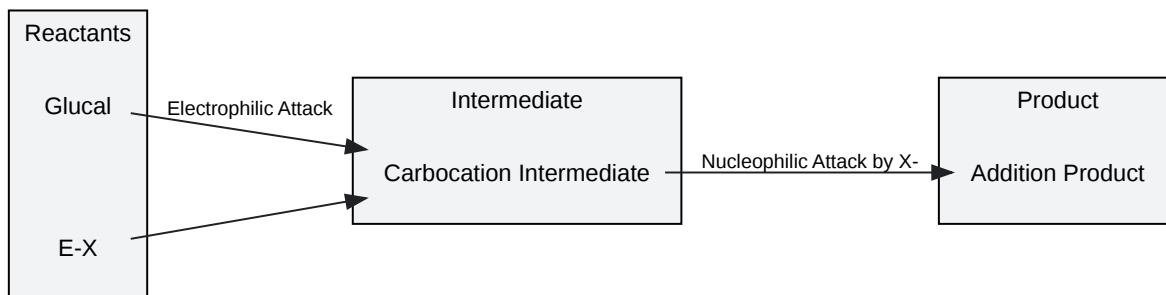 Reactants
Glucal
E-X
Electrophilic Attack
Intermediate
Carbocation Intermediate
Nucleophilic Attack by X-
Product
Addition Product